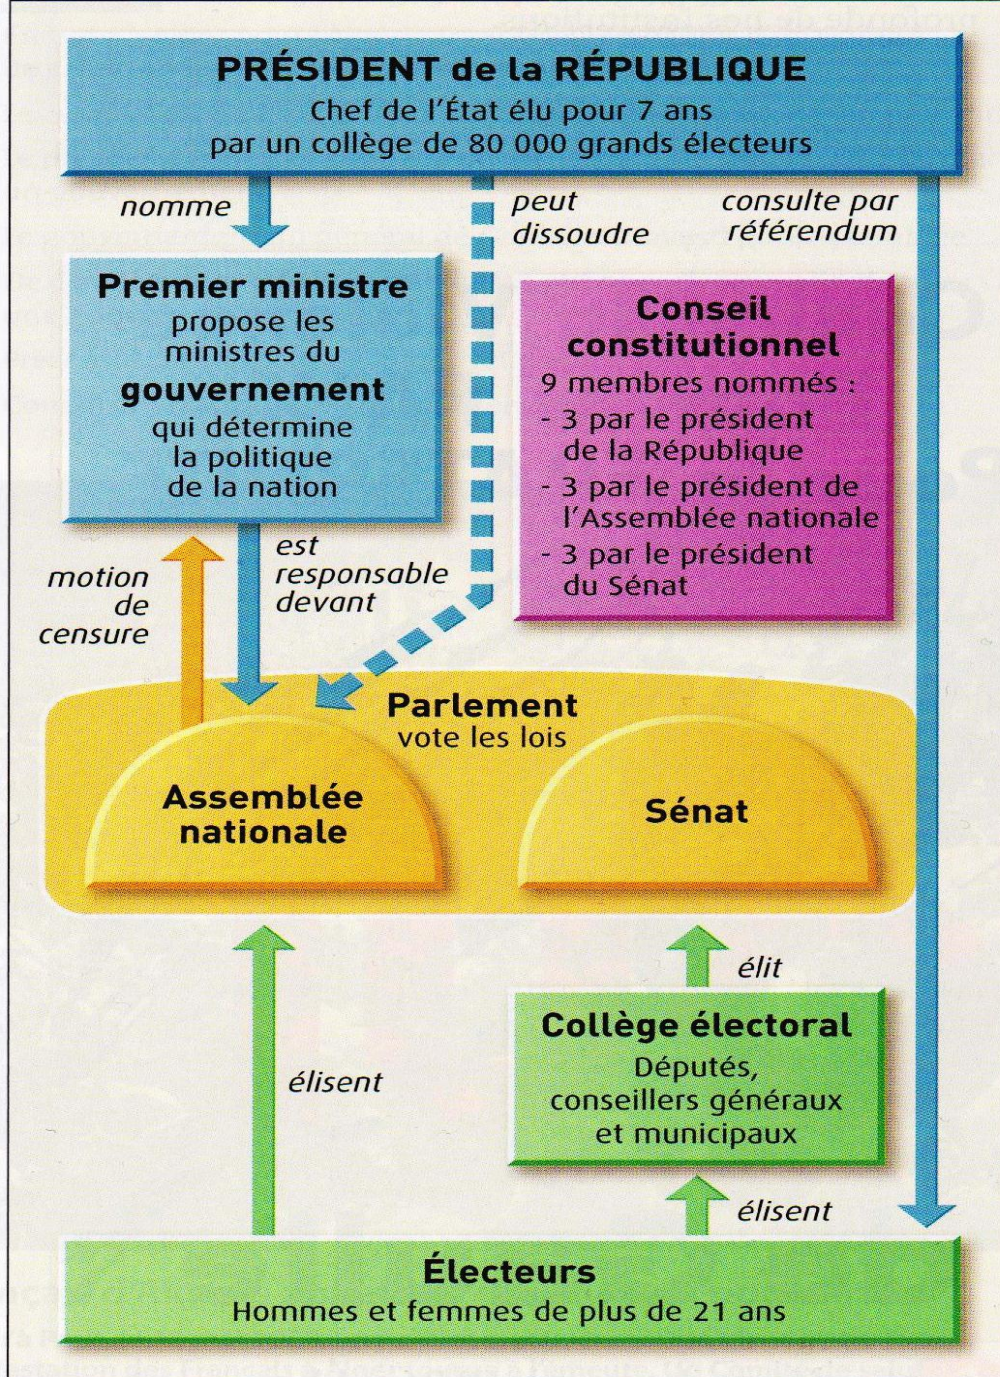 PRÉSIDENT de la RÉPUBLIQUE
Chef de l'État élu pour 7 ans
par un collège de 80 000 grands électeurs
nomme
peut
dissoudre
consulte par
référendum
Premier ministre
propose les
ministres du
gouvernement
qui détermine
la politique
de la nation
Conseil
constitutionnel
9 membres nommés :
- 3 par le président
de la République
- 3 par le président de
l'Assemblée nationale
- 3 par le président
du Sénat
motion
de
censure
est
responsable
devant
Parlement
vote les lois
Assemblée
nationale
Sénat
élisent
élit
Collège électoral
Députés,
conseillers généraux
et municipaux
élisent
Électeurs
Hommes et femmes de plus de 21 ans